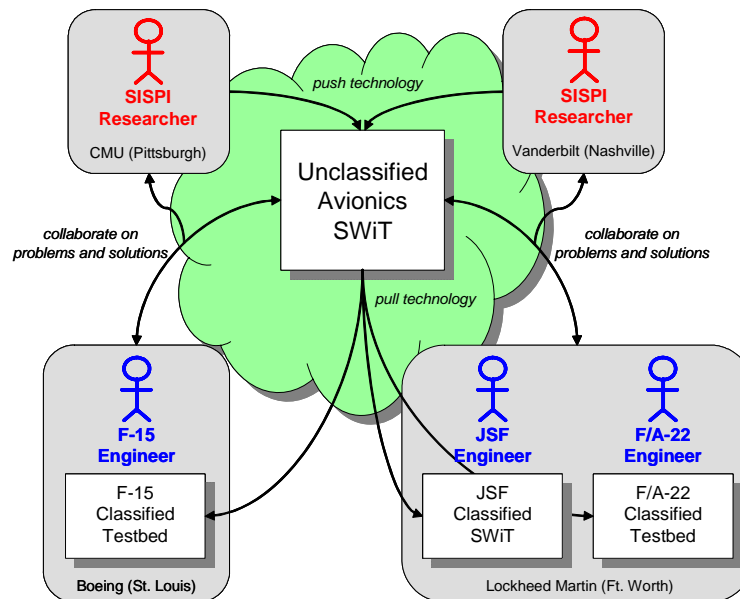 SISPI
Researcher
CMU (Pittsburgh)
push technology
SISPI
Researcher
Vanderbilt (Nashville)
Unclassified
Avionics
SWiT
collaborate on
problems and solutions
collaborate on
problems and solutions
pull technology
F-15
Engineer
F-15
Classified
Testbed
Boeing (St. Louis)
JSF
Engineer
JSF
Classified
SWiT
F/A-22
Engineer
F/A-22
Classified
Testbed
Lockheed Martin (Ft. Worth)